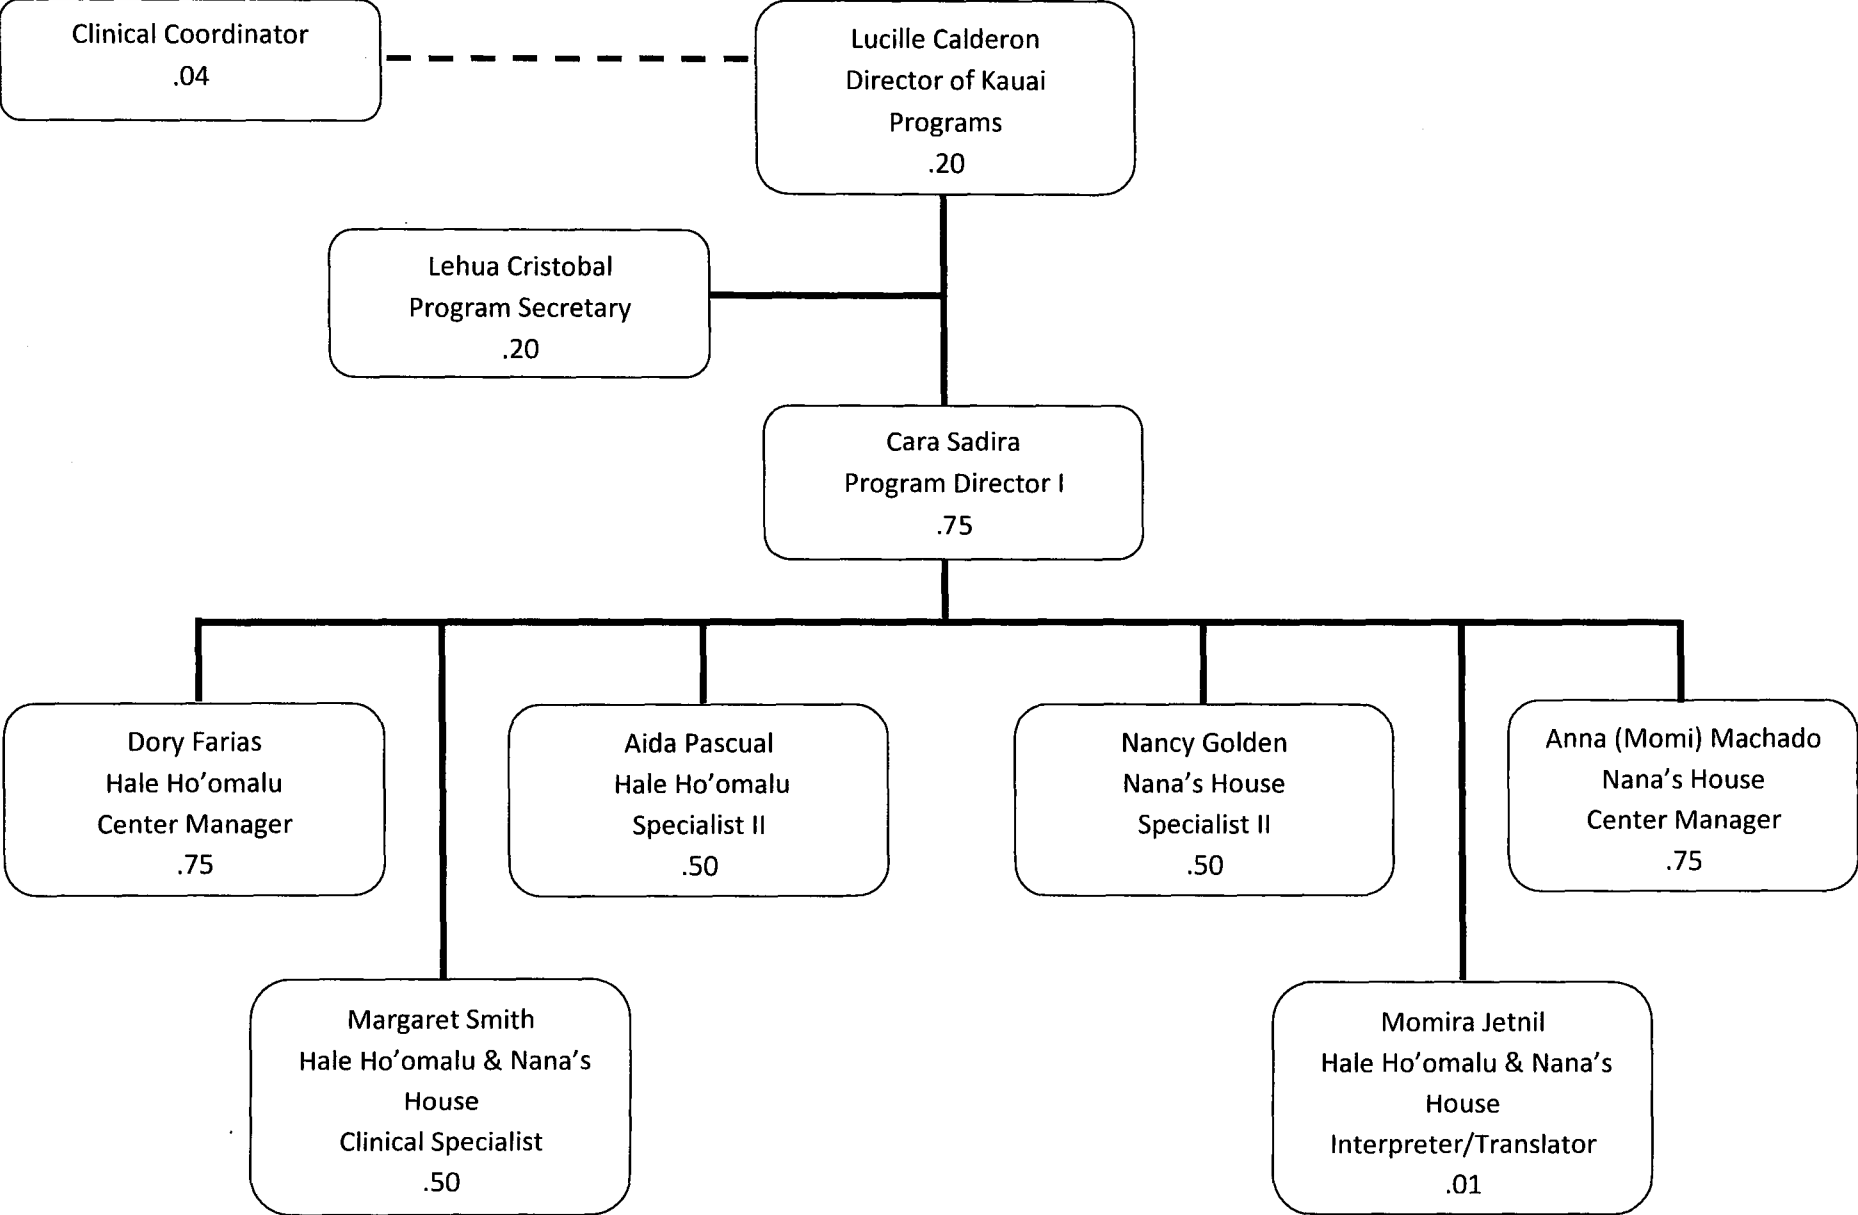 Clinical Coordinator
.04
Lucille Calderon
Director of Kauai
Programs
.20
Lehua Cristobal
Program Secretary
.20
Cara Sadira
Program Director I
.75
Dory Farias
Hale Ho’omalu
Center Manager
.75
Aida Pascual
Hale Ho’omalu
Specialist II
.50
Nancy Golden
Nana’s House
Specialist II
.50
Anna (Momi) Machado
Nana’s House
Center Manager
.75
Margaret Smith
Hale Ho’omalu & Nana’s
House
Clinical Specialist
.50
Momira Jetnil
Hale Ho’omalu & Nana’s
House
Interpreter/Translator
.01